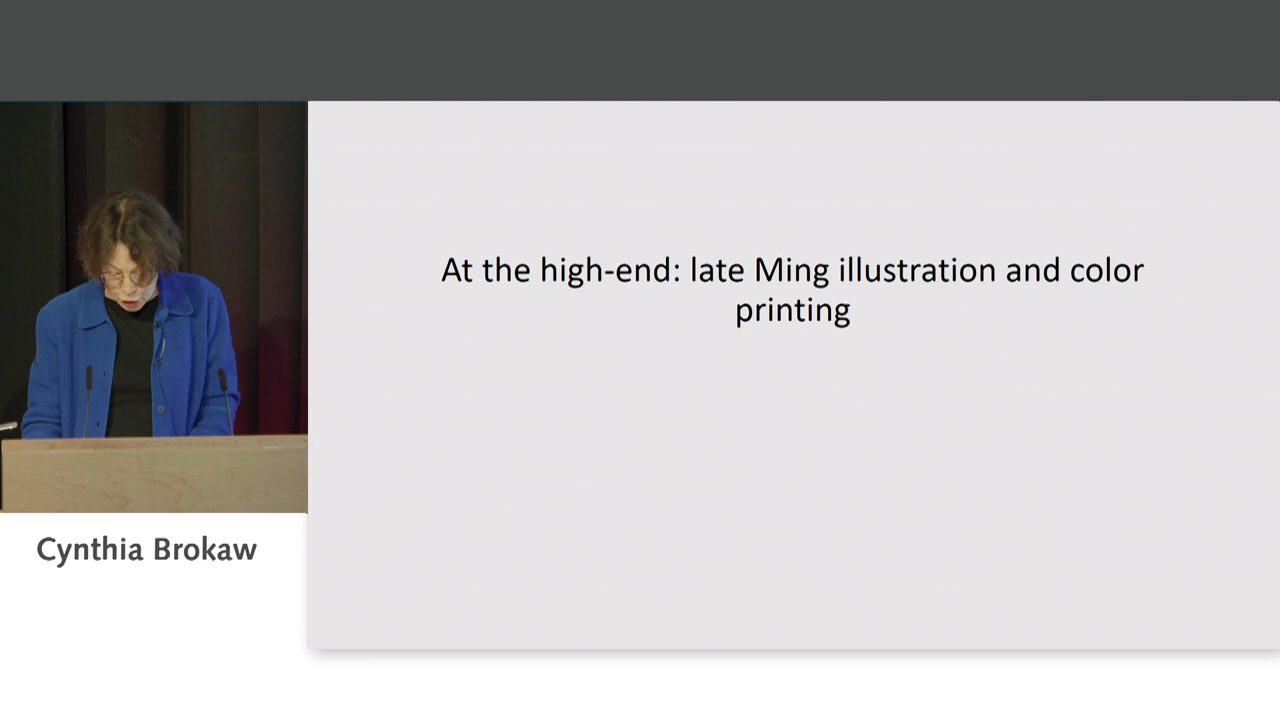 At the high-end: late Ming illustration and color
printing
Cynthia Brokaw